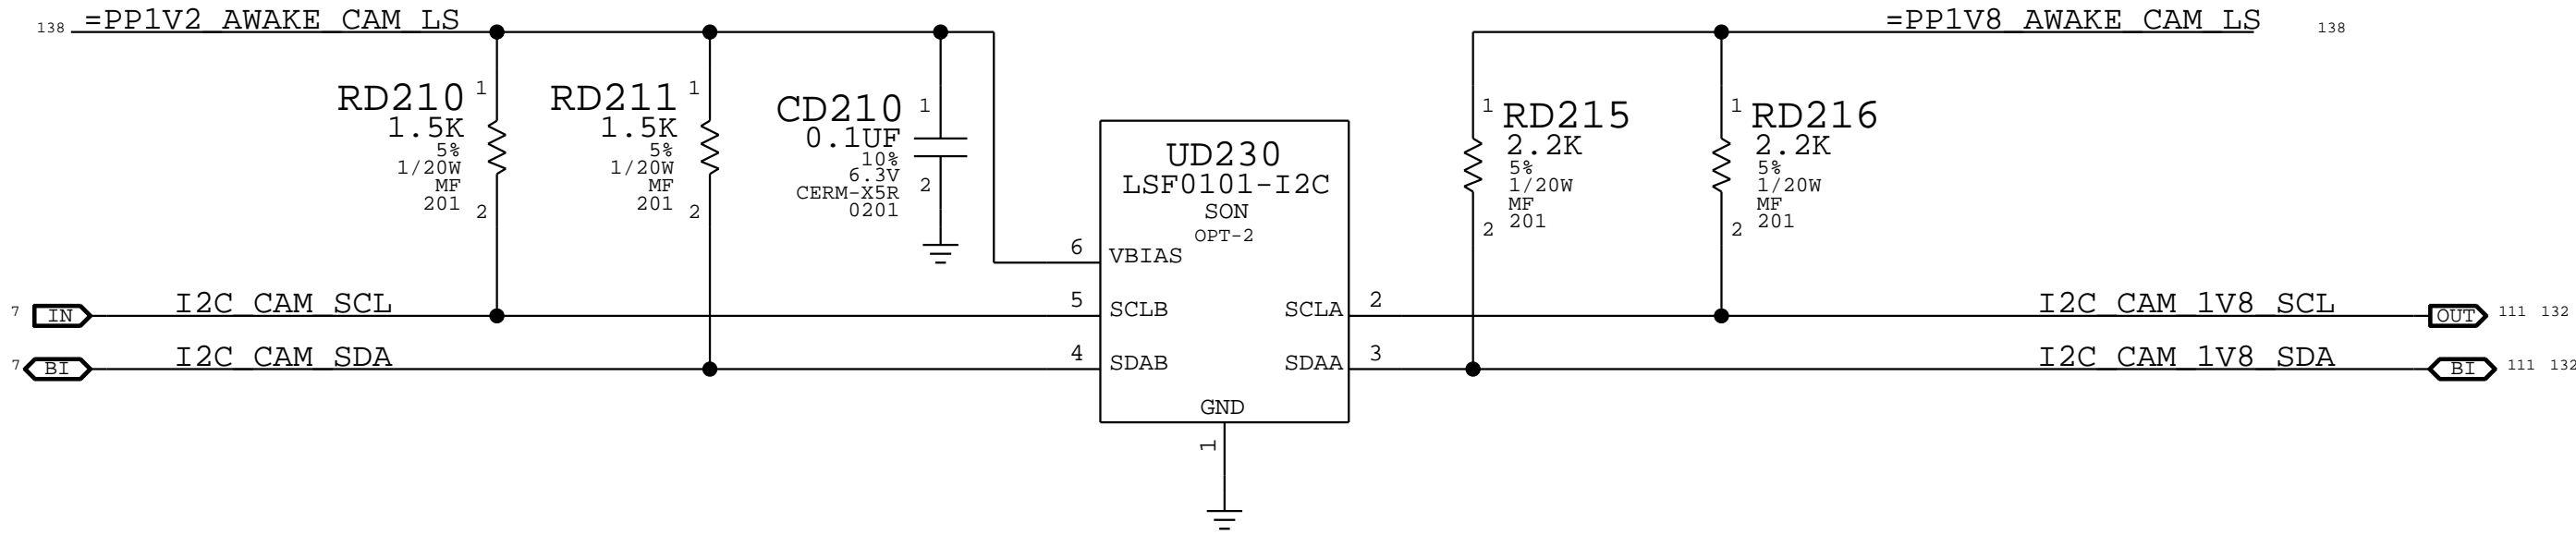 138 =PP1V2_AWAKE_CAM_LS
=PP1V8_AWAKE_CAM_LS 138
RD210
1.5K
5%
1/20W
MF
201
1
2
RD211
1.5K
5%
1/20W
MF
201
1
2
CD210
0.1UF
10%
6.3V
CERM-X5R
0201
1
2
UD230
LSF0101-I2C
SON
OPT-2
6 VBIAS
5 SCLB
4 SDAB
SCLA 2
SDAA 3
GND
1
1 RD215
2.2K
5%
1/20W
MF
201
2
1 RD216
2.2K
5%
1/20W
MF
201
2
7 IN I2C_CAM_SCL
7 BI I2C_CAM_SDA
I2C_CAM_1V8_SCL OUT 111 132
I2C_CAM_1V8_SDA BI 111 132